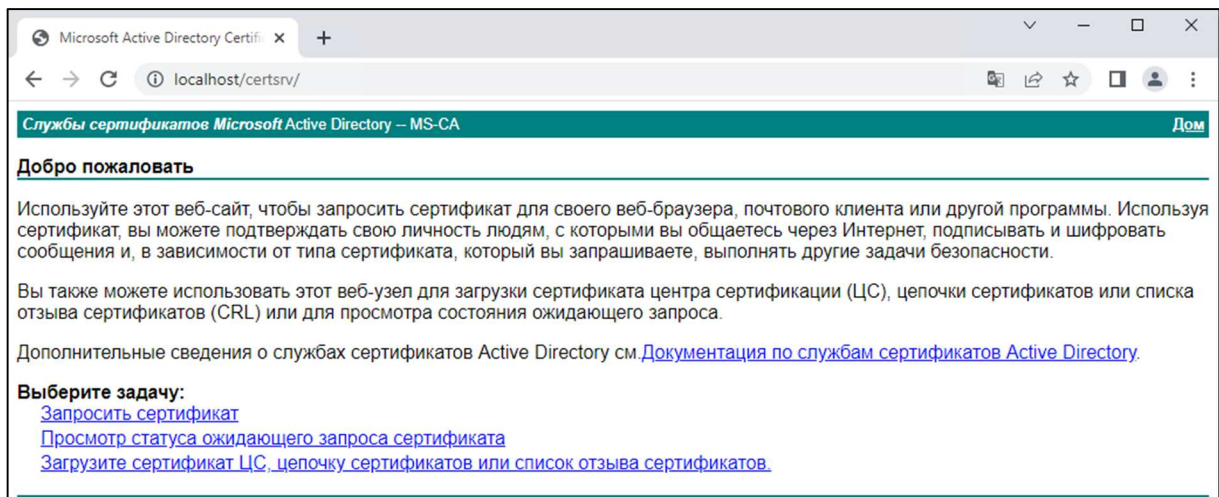 Microsoft Active Directory Certifi
localhost/certsrv/
Службы сертификатов Microsoft Active Directory -- MS-CA Дом
Добро пожаловать
Используйте этот веб-сайт, чтобы запросить сертификат для своего веб-браузера, почтового клиента или другой программы. Используя
сертификат, вы можете подтверждать свою личность людям, с которыми вы общаетесь через Интернет, подписывать и шифровать
сообщения и, в зависимости от типа сертификата, который вы запрашиваете, выполнять другие задачи безопасности.
Вы также можете использовать этот веб-узел для загрузки сертификата центра сертификации (ЦС), цепочки сертификатов или списка
отзыва сертификатов (CRL) или для просмотра состояния ожидающего запроса.
Дополнительные сведения о службах сертификатов Active Directory см.Документация по службам сертификатов Active Directory.
Выберите задачу:
Запросить сертификат
Просмотр статуса ожидающего запроса сертификата
Загрузите сертификат ЦС, цепочку сертификатов или список отзыва сертификатов.